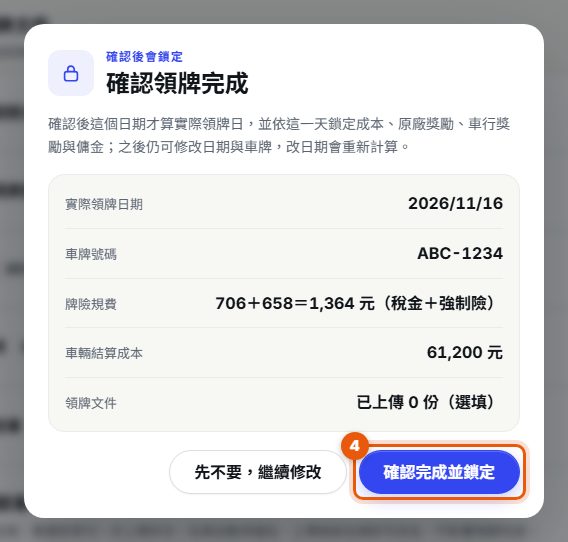 確認後會鎖定
確認領牌完成
確認後這個日期才算實際領牌日，並依這一天鎖定成本、原廠獎勵、車行獎
勵與傭金；之後仍可修改日期與車牌，改日期會重新計算。
實際領牌日期 2026/11/16
車牌號碼 ABC-1234
牌險規費 706＋658＝1,364 元（稅金＋強制險）
車輛結算成本 61,200 元
領牌文件 已上傳 0 份（選填）
4
先不要，繼續修改 確認完成並鎖定